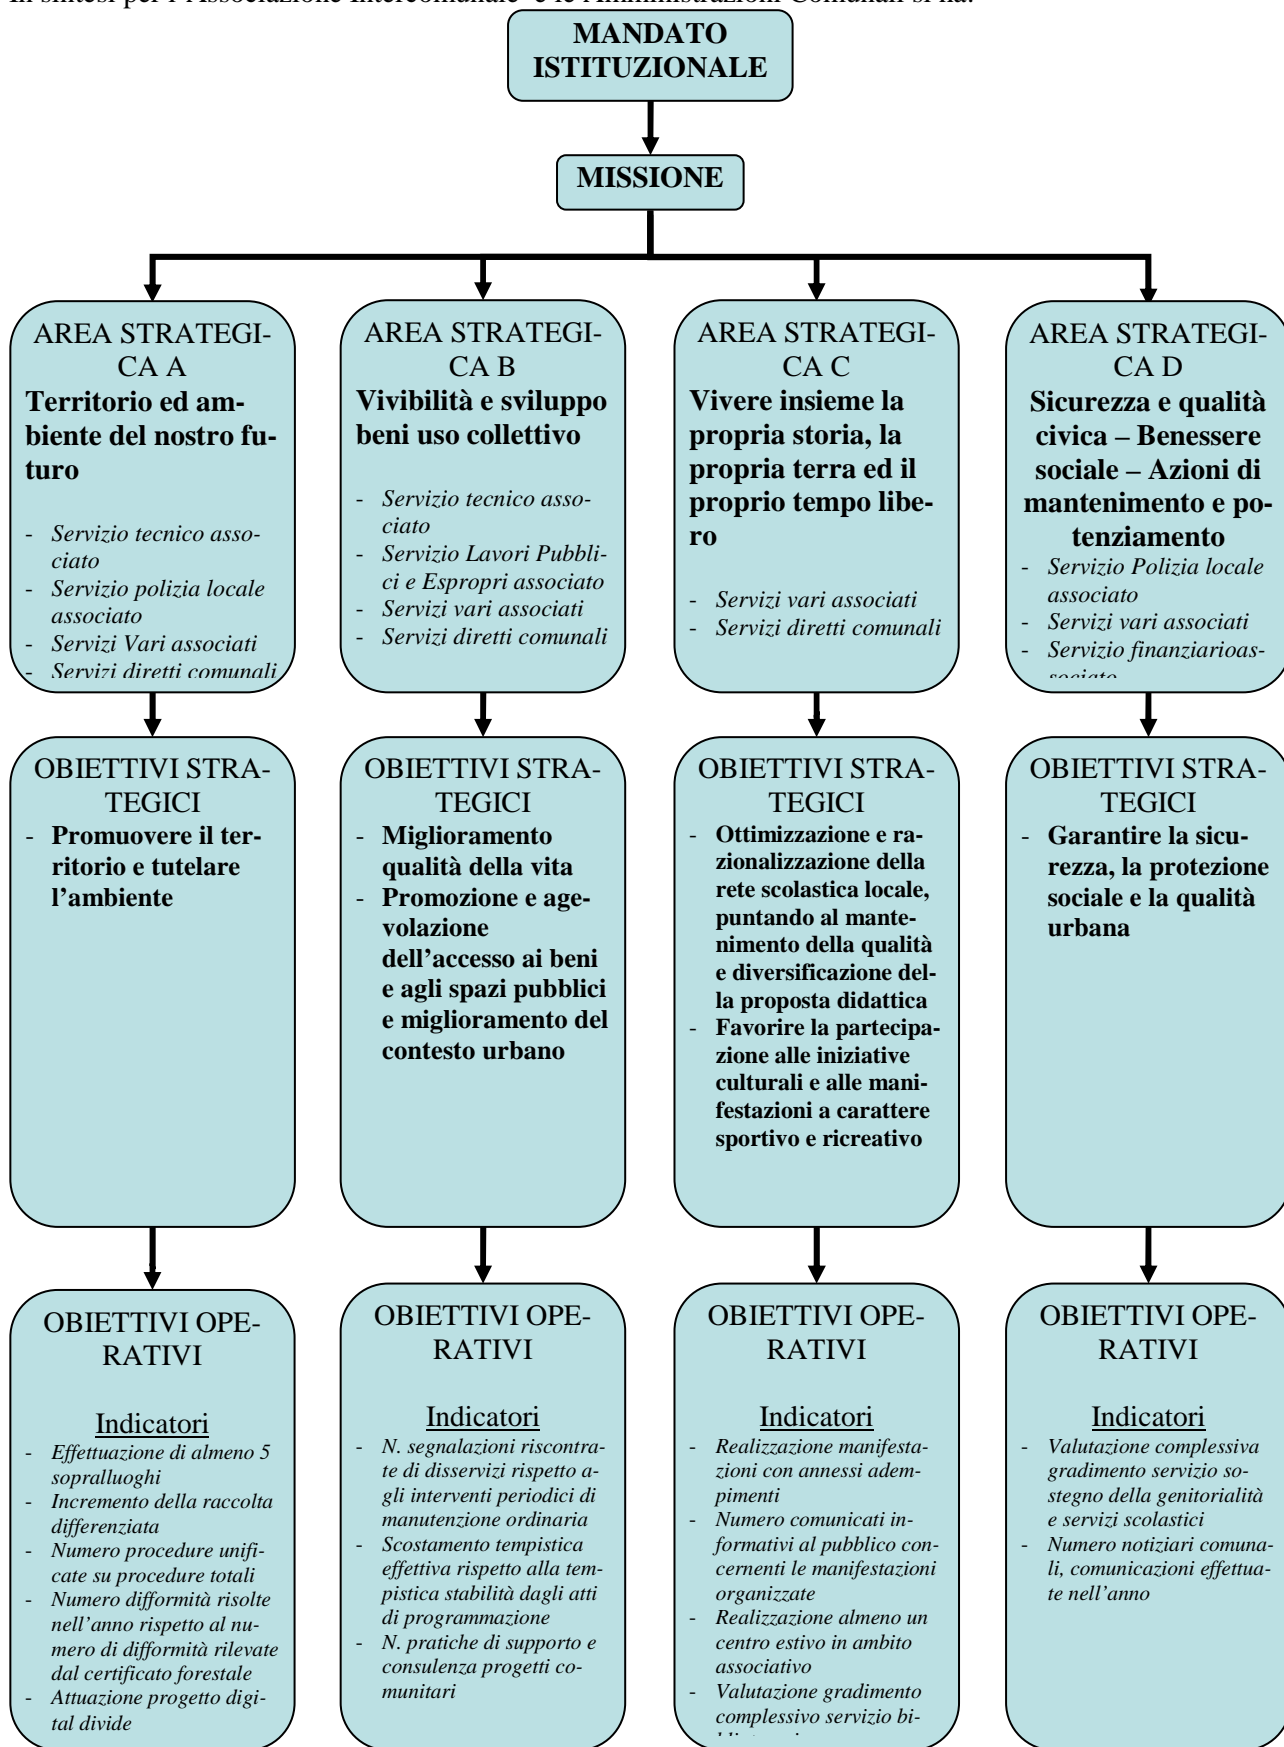 In sintesi per l'Associazione Intercomunale e le Amministrazioni Comunali si ha:
MANDATO
ISTITUZIONALE
MISSIONE
AREA STRATEGI-
CA A
Territorio ed am-
biente del nostro fu-
turo
- Servizio tecnico asso-
ciato
- Servizio polizia locale
associato
- Servizi Vari associati
- Servizi diretti comunali
AREA STRATEGI-
CA B
Vivibilità e sviluppo
beni uso collettivo
- Servizio tecnico asso-
ciato
- Servizio Lavori Pubbli-
ci e Espropri associato
- Servizi vari associati
- Servizi diretti comunali
AREA STRATEGI-
CA C
Vivere insieme la
propria storia, la
propria terra ed il
proprio tempo libe-
ro
- Servizi vari associati
- Servizi diretti comunali
AREA STRATEGI-
CA D
Sicurezza e qualità
civica – Benessere
sociale – Azioni di
mantenimento e po-
tenziamento
- Servizio Polizia locale
associato
- Servizi vari associati
- Servizio finanziarioas-
sociato
OBIETTIVI STRA-
TEGICI
- Promuovere il ter-
ritorio e tutelare
l'ambiente
OBIETTIVI STRA-
TEGICI
- Miglioramento
qualità della vita
- Promozione e age-
volazione
dell'accesso ai beni
e agli spazi pubblici
e miglioramento del
contesto urbano
OBIETTIVI STRA-
TEGICI
- Ottimizzazione e ra-
zionalizzazione della
rete scolastica locale,
puntando al mante-
nimento della qualità
e diversificazione del-
la proposta didattica
- Favorire la partecipa-
zione alle iniziative
culturali e alle mani-
festazioni a carattere
sportivo e ricreativo
OBIETTIVI STRA-
TEGICI
- Garantire la sicu-
rezza, la protezione
sociale e la qualità
urbana
OBIETTIVI OPE-
RATIVI
Indicatori
- Effettuazione di almeno 5
sopralluoghi
- Incremento della raccolta
differenziata
- Numero procedure unifi-
cate su procedure totali
- Numero difformità risolte
nell'anno rispetto al nu-
mero di difformità rilevate
dal certificato forestale
- Attuazione progetto digi-
tal divide
OBIETTIVI OPE-
RATIVI
Indicatori
- N. segnalazioni riscontra-
te di disservizi rispetto a-
gli interventi periodici di
manutenzione ordinaria
- Scostamento tempistica
effettiva rispetto alla tem-
pistica stabilità dagli atti
di programmazione
- N. pratiche di supporto e
consulenza progetti co-
munitari
OBIETTIVI OPE-
RATIVI
Indicatori
- Realizzazione manifesta-
zioni con annessi adem-
pimenti
- Numero comunicati in-
formativi al pubblico con-
cernenti le manifestazioni
organizzate
- Realizzazione almeno un
centro estivo in ambito
associativo
- Valutazione gradimento
complessivo servizio bi-
OBIETTIVI OPE-
RATIVI
Indicatori
- Valutazione complessiva
gradimento servizio so-
stegno della genitorialità
e servizi scolastici
- Numero notiziari comuna-
li, comunicazioni effettua-
te nell'anno